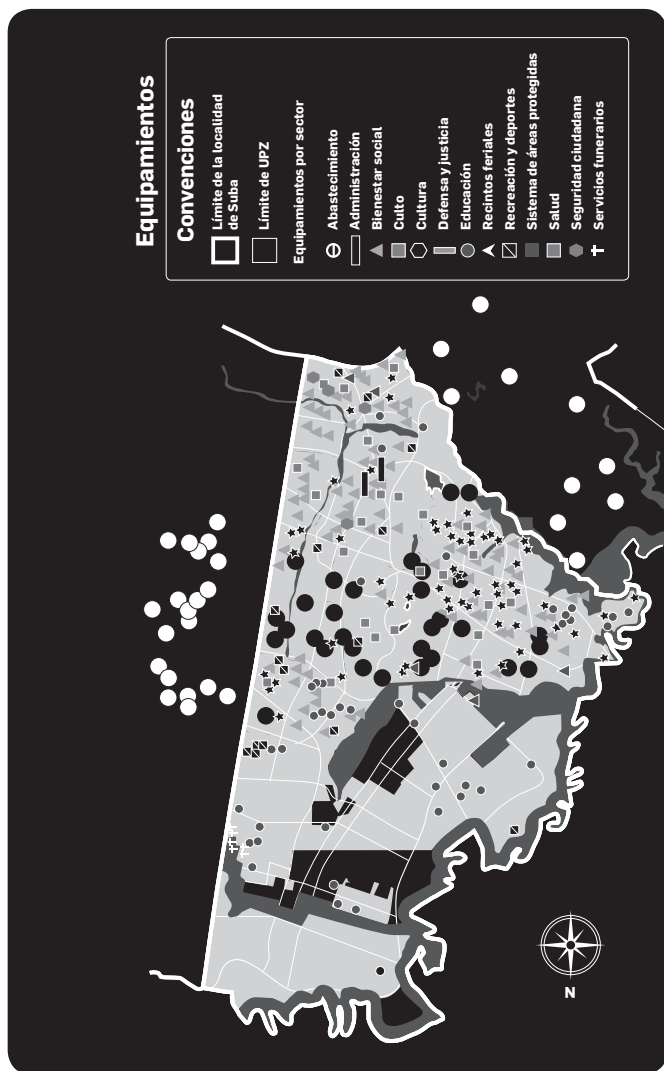 Equipamientos
Convenciones
Límite de la localidad
de Suba
Límite de UPZ
Equipamientos por sector
Abastecimiento
Administración
Bienestar social
Culto
Cultura
Defensa y justicia
Educación
Recintos feriales
Recreación y deportes
Sistema de áreas protegidas
Salud
Seguridad ciudadana
Servicios funerarios
N